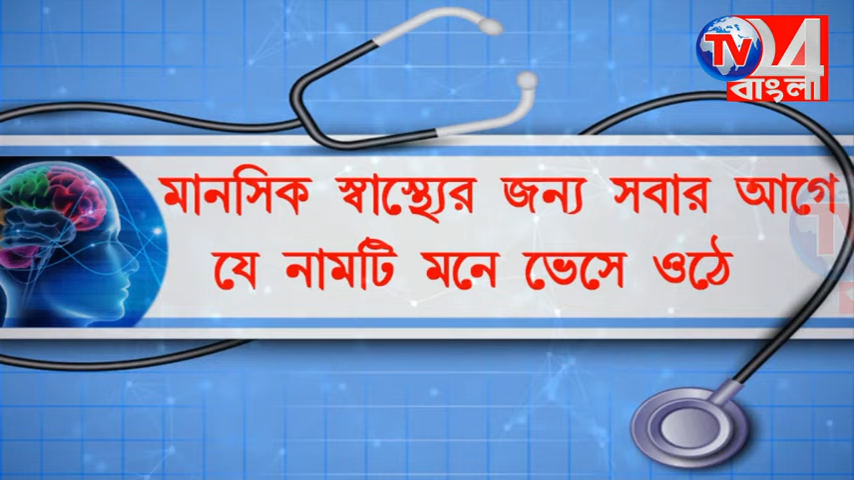 TV 24
বাংলা
মানসিক স্বাস্থ্যের জন্য সবার আগে
যে নামটি মনে ভেসে ওঠে